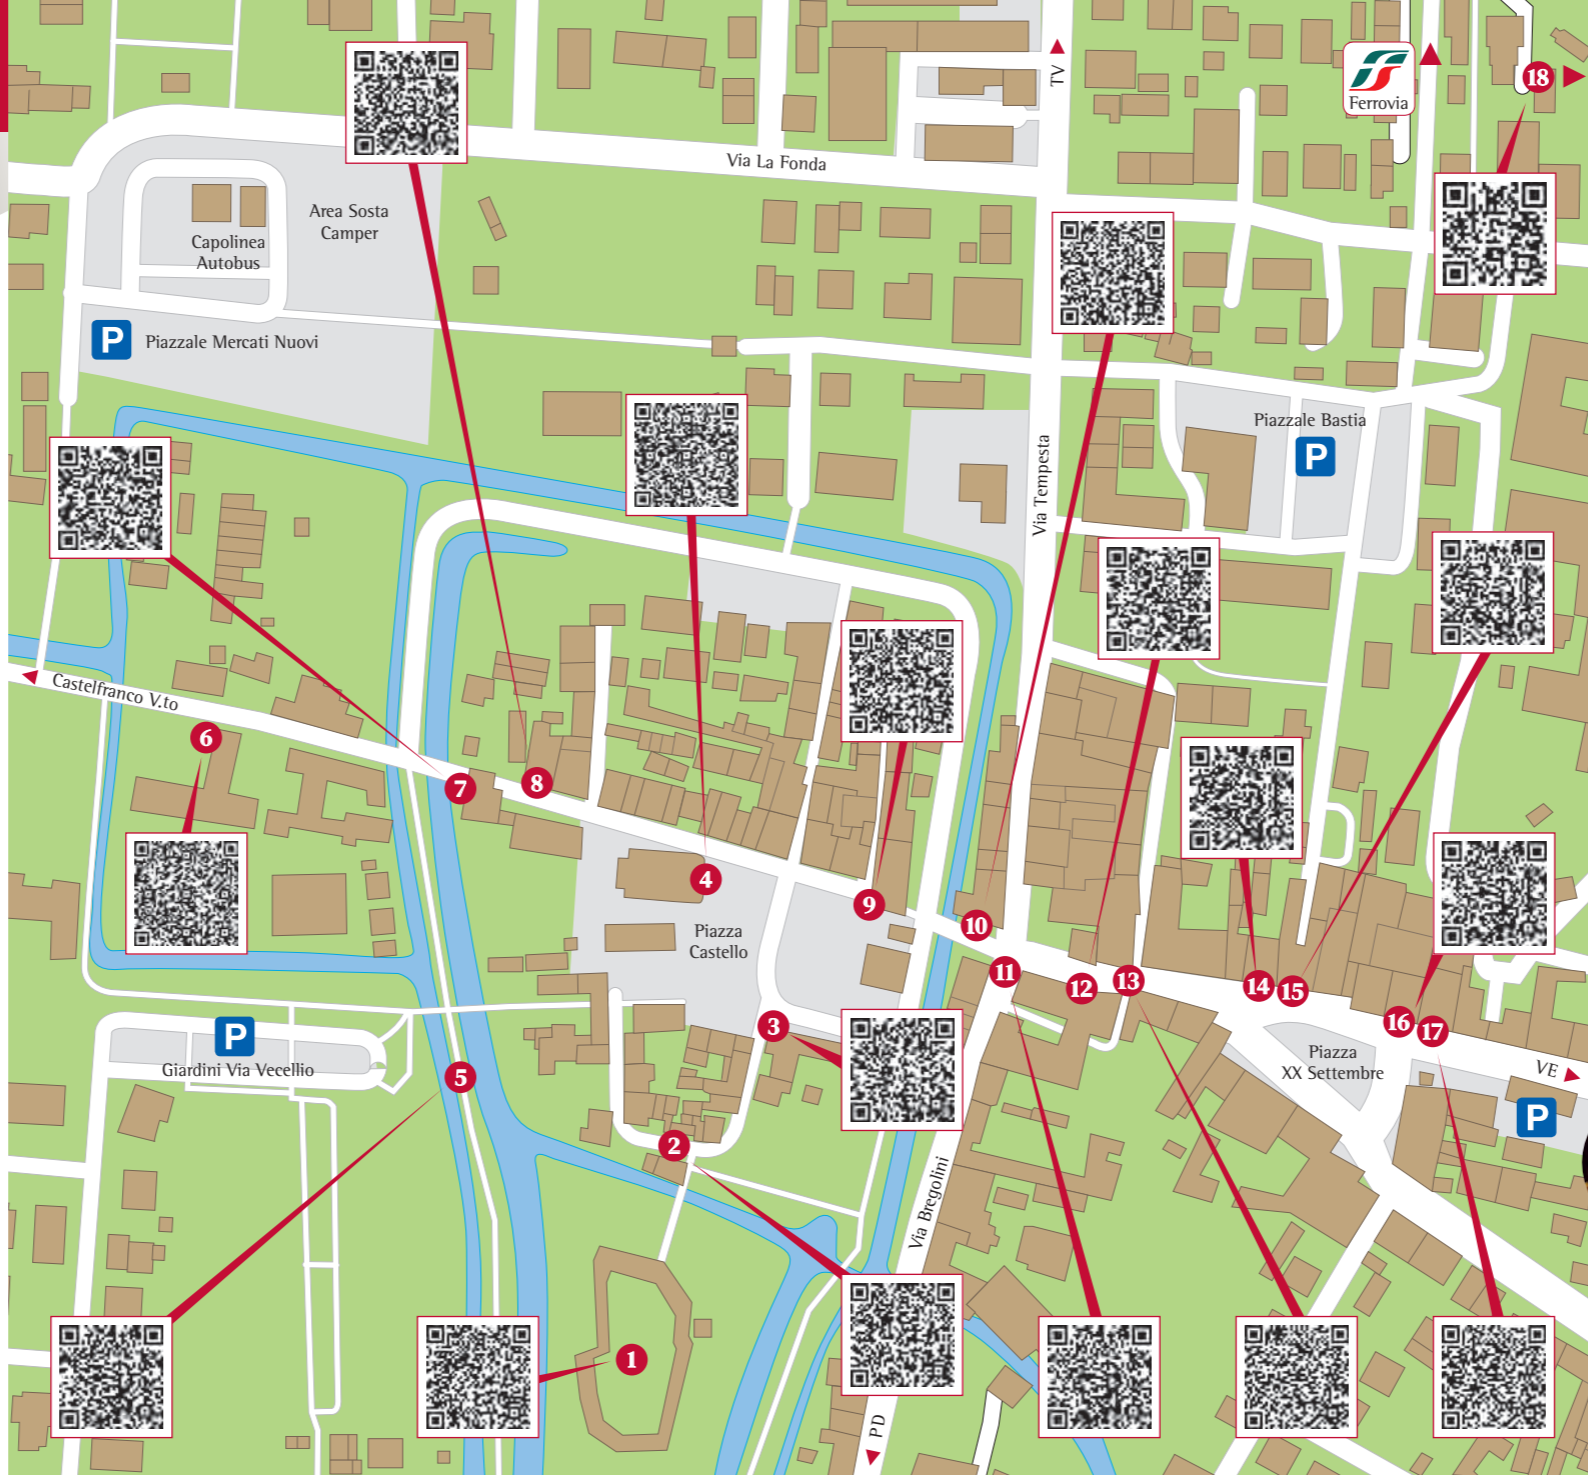 TV
Ferrovia
18
Via La Fonda
Area Sosta
Camper
Capolinea
Autobus
P
Piazzale Mercati Nuovi
Piazzale Bastia
P
Via Tempesta
Castelfranco V.to
6
7
8
4
9
10
Piazza
Castello
11
12
13
14
15
16
17
3
P
Giardini Via Vecellio
5
Piazza
XX Settembre
VE
P
2
Via Bregolini
1
PD